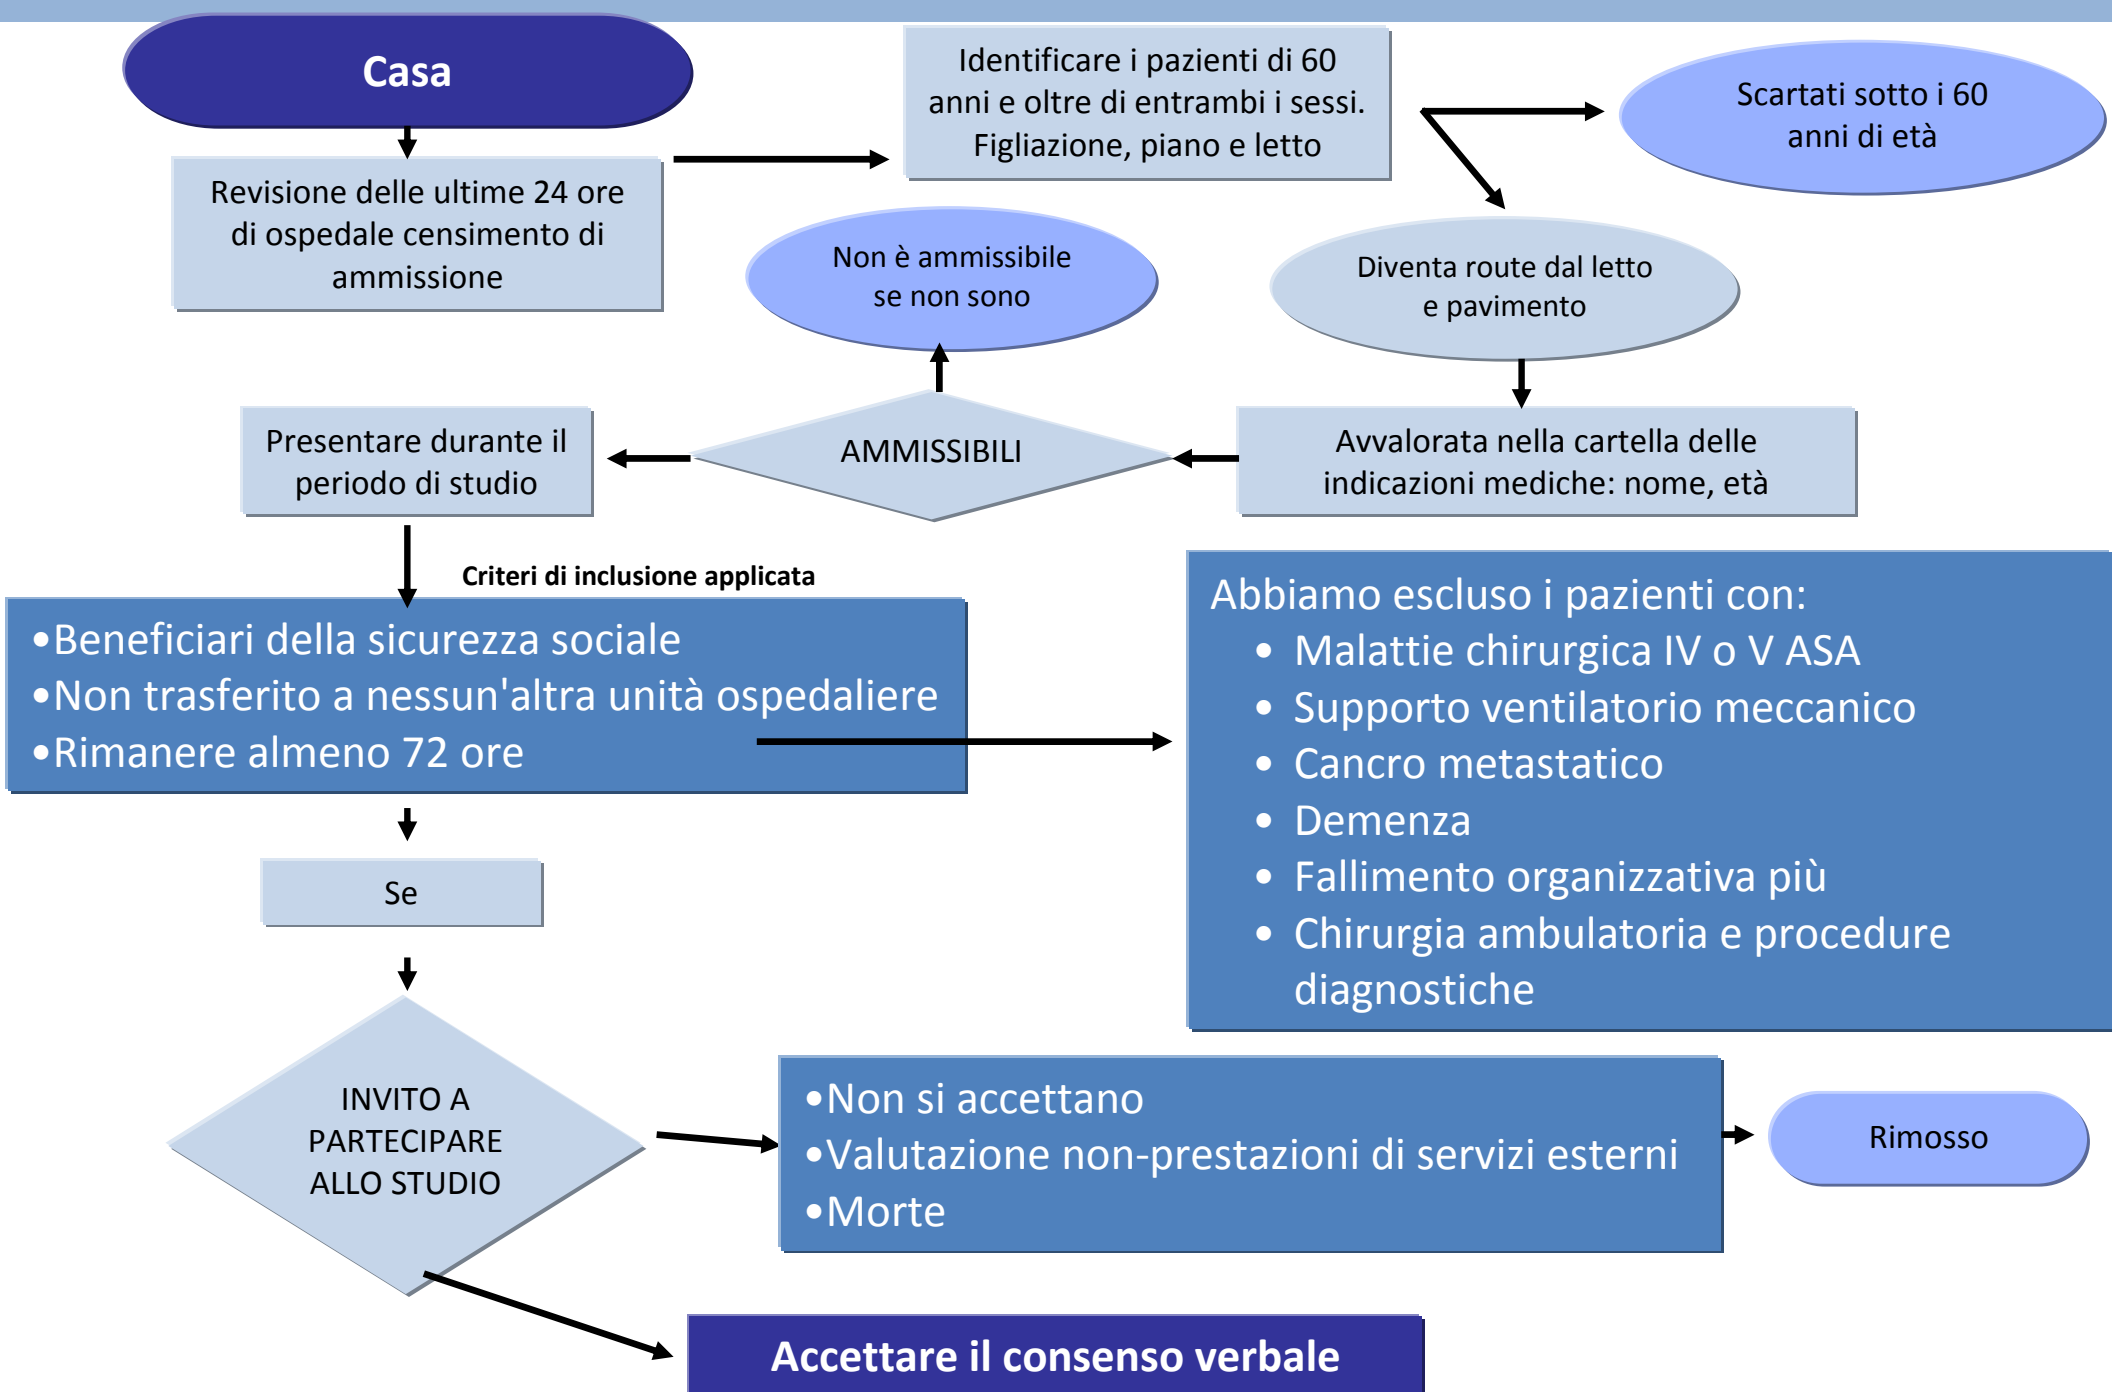 Casa
Revisione delle ultime 24 ore
di ospedale censimento di
ammissione
Identificare i pazienti di 60
anni e oltre di entrambi i sessi.
Figliazione, piano e letto
Scartati sotto i 60
anni di età
Diventa route dal letto
e pavimento
Non è ammissibile
se non sono
Avvalorata nella cartella delle
indicazioni mediche: nome, età
AMMISSIBILI
Presentare durante il
periodo di studio
Criteri di inclusione applicata
•Beneficiari della sicurezza sociale
•Non trasferito a nessun'altra unità ospedaliere
•Rimanere almeno 72 ore
Abbiamo escluso i pazienti con:
• Malattie chirurgica IV o V ASA
• Supporto ventilatorio meccanico
• Cancro metastatico
• Demenza
• Fallimento organizzativa più
• Chirurgia ambulatoria e procedure
diagnostiche
Se
INVITO A
PARTECIPARE
ALLO STUDIO
•Non si accettano
•Valutazione non-prestazioni di servizi esterni
•Morte
Rimosso
Accettare il consenso verbale